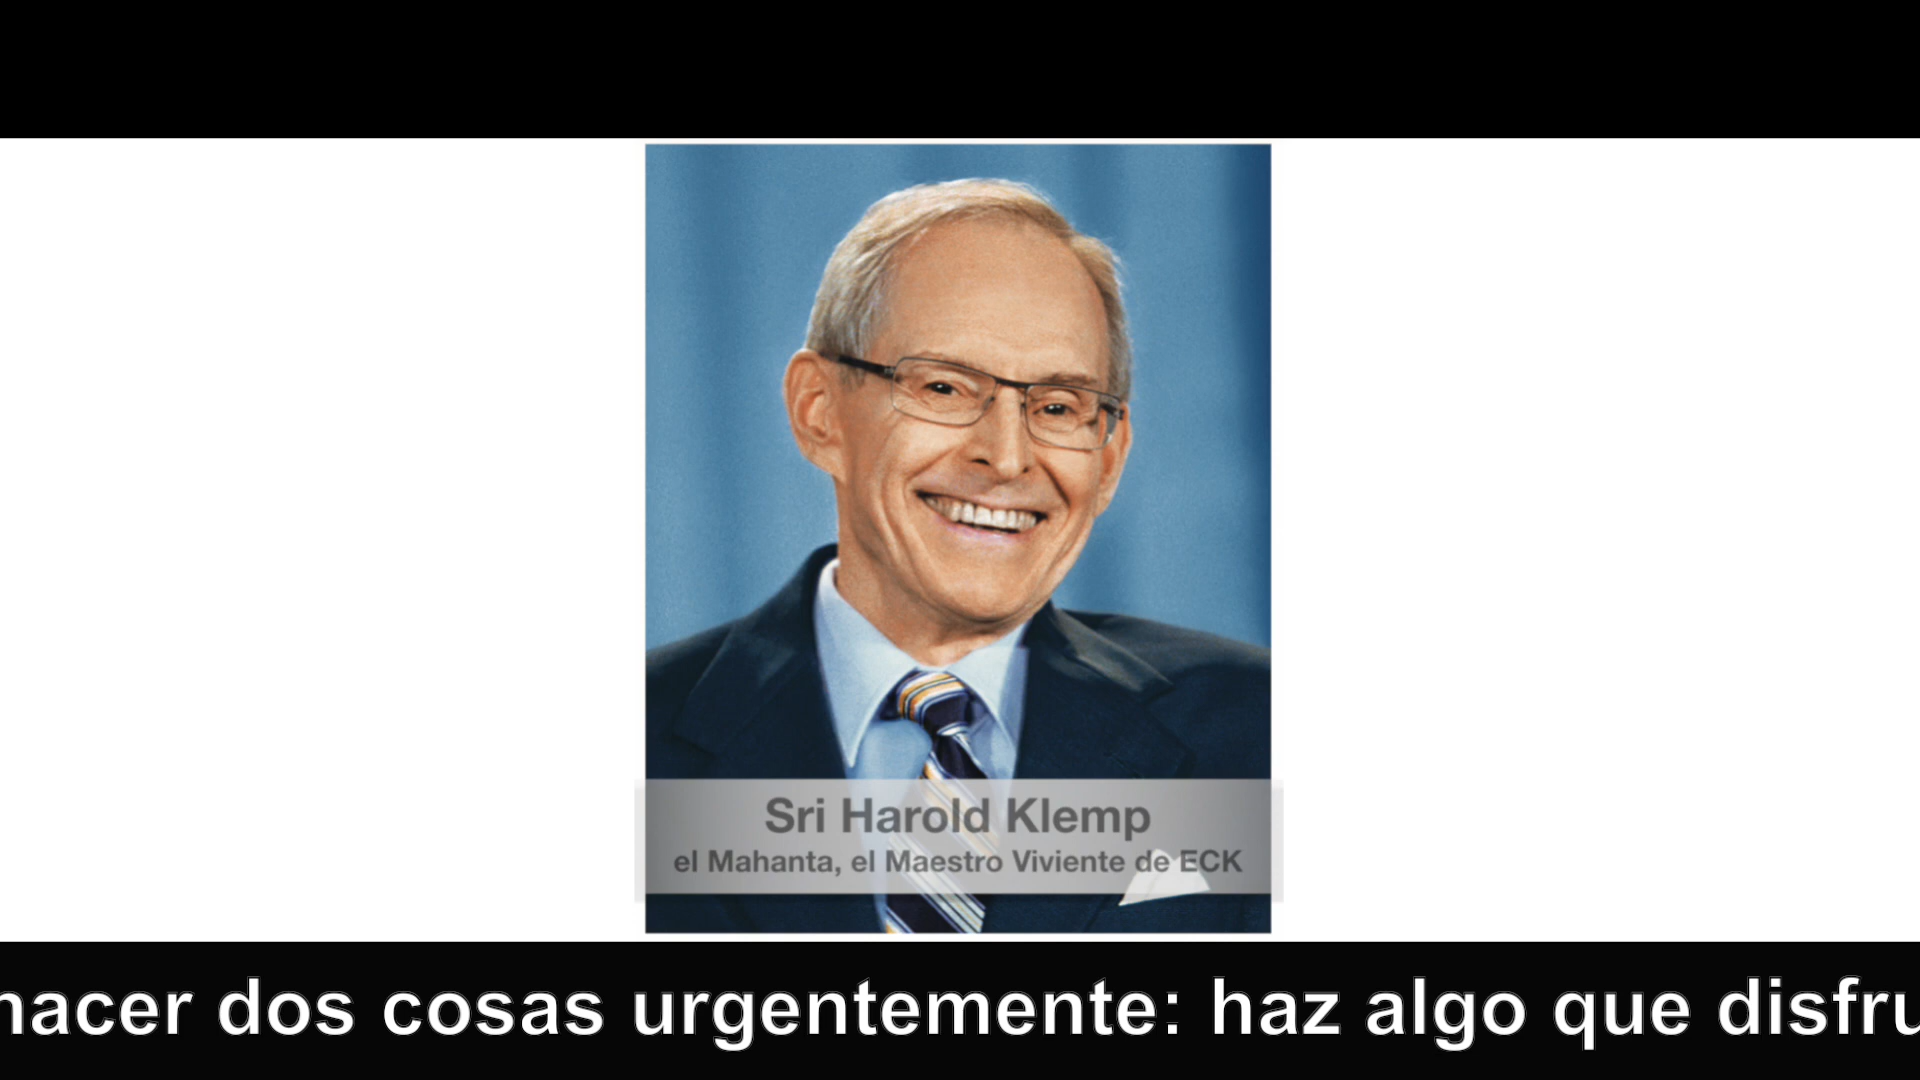 Sri Harold Klemp
el Mahanta, el Maestro Viviente de ECK
hacer dos cosas urgentemente: haz algo que disfru